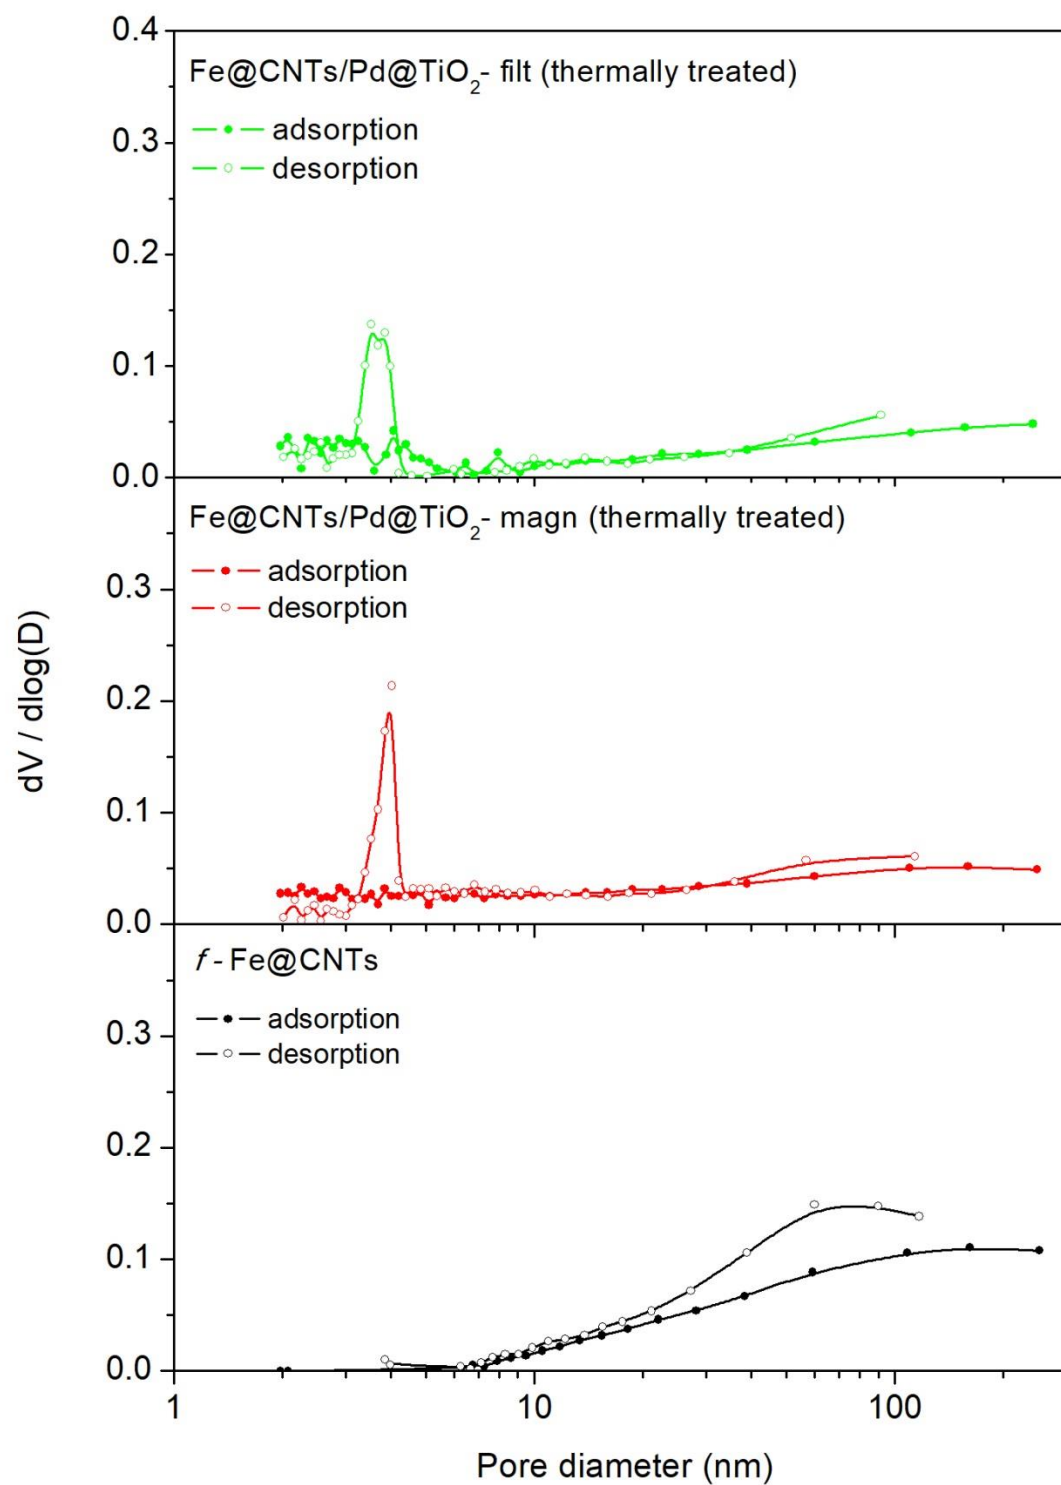 0.4
Fe@CNTs/Pd@TiO₂- filt (thermally treated)
adsorption
desorption
0.3
0.2
0.1
0.0
Fe@CNTs/Pd@TiO₂- magn (thermally treated)
adsorption
desorption
0.3
0.2
0.1
0.0
f - Fe@CNTs
adsorption
desorption
0.3
0.2
0.1
0.0
dV / dlog(D)
1
10
100
Pore diameter (nm)